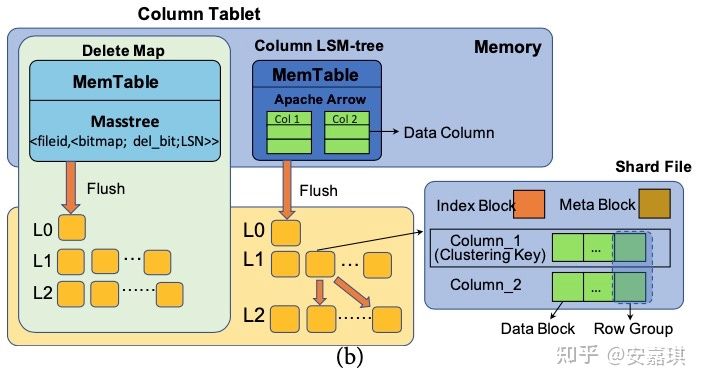 Column Tablet
Delete Map
MemTable
Masstree
<fileid,<bitmap; del_bit;LSN>>
Flush
L0
L1
...
L2
......
Column LSM-tree
Memory
MemTable
Apache Arrow
Col 1
Col 2
Data Column
Flush
L0
L1
...
L2
......
Shard File
Index Block
Meta Block
Column_1
(Clustering Key)
...
Column_2
...
Data Block
Row Group
(b)
知乎 @安嘉琪